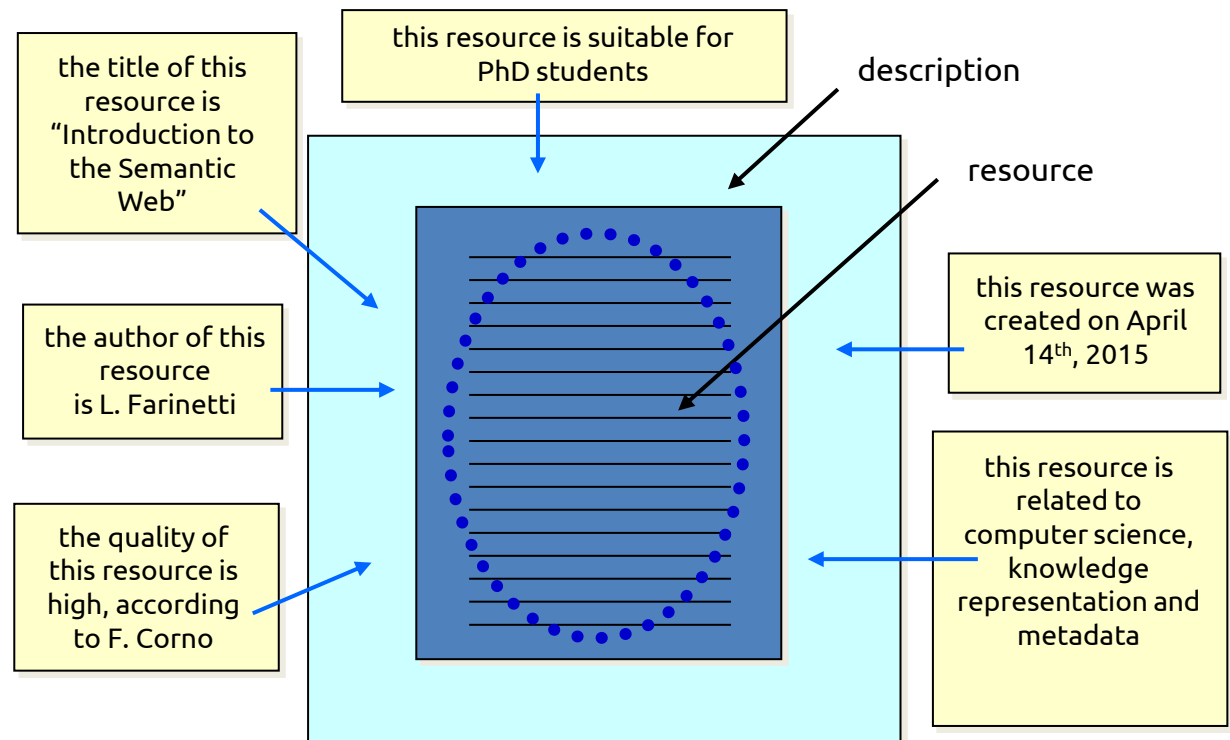 this resource is suitable for
PhD students
the title of this
resource is
“Introduction to
the Semantic
Web”
description
resource
the author of this
resource
is L. Farinetti
this resource was
created on April
14th, 2015
the quality of
this resource is
high, according
to F. Corno
this resource is
related to
computer science,
knowledge
representation and
metadata